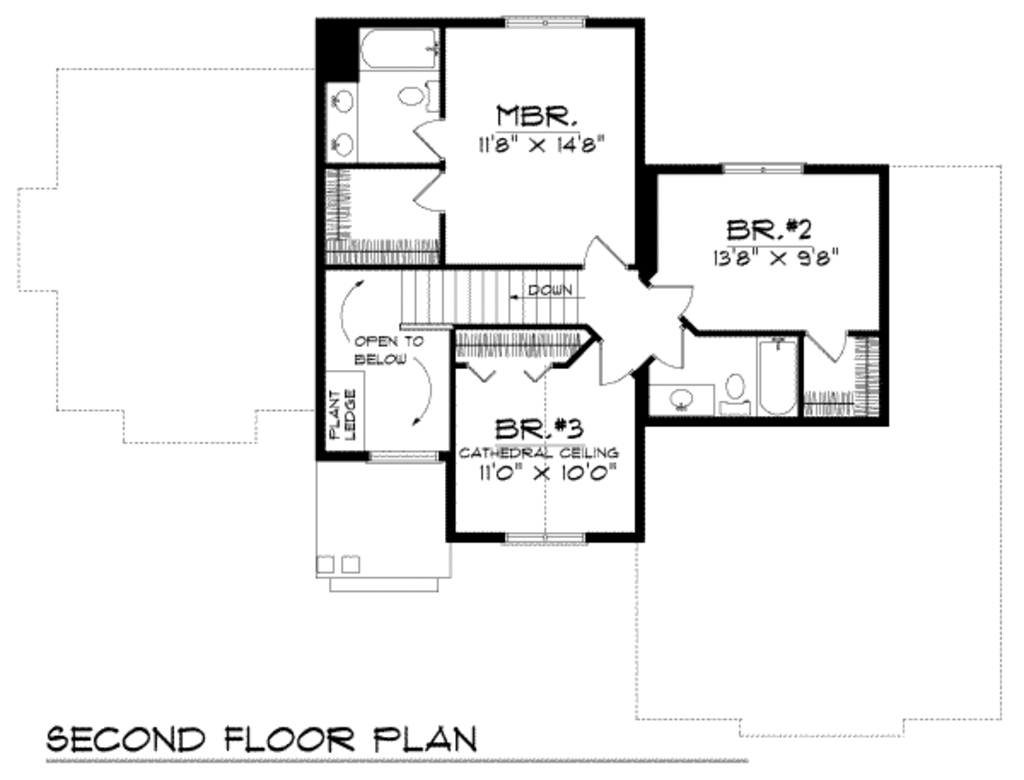 MBR.
11'8" X 14'8"
BR.#2
13'8" X 9'8"
DOWN
OPEN TO
BELOW
PLANT
LEDGE
BR.#3
CATHEDRAL CEILING
11'0" X 10'0"
SECOND FLOOR PLAN